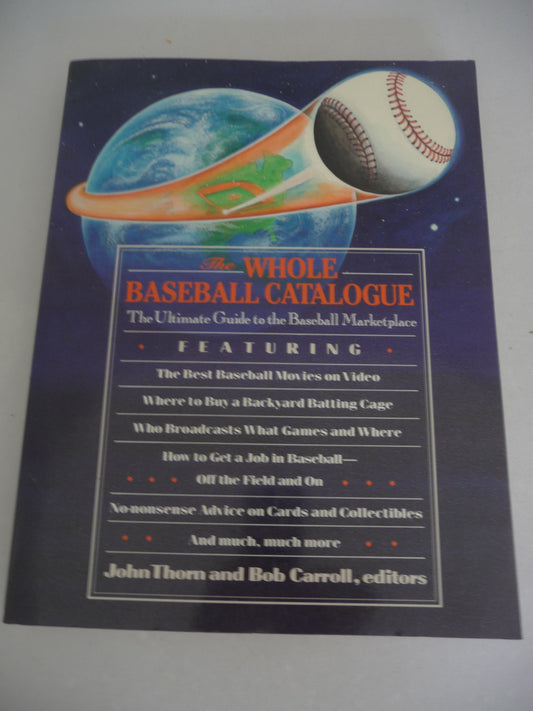 The WHOLE
BASEBALL CATALOGUE
The Ultimate Guide to the Baseball Marketplace
• FEATURING •
The Best Baseball Movies on Video
Where to Buy a Backyard Batting Cage
Who Broadcasts What Games and Where
How to Get a Job in Baseball—
• • • Off the Field and On • • •
No-nonsense Advice on Cards and Collectibles
• • And much, much more • •
John Thorn and Bob Carroll, editors